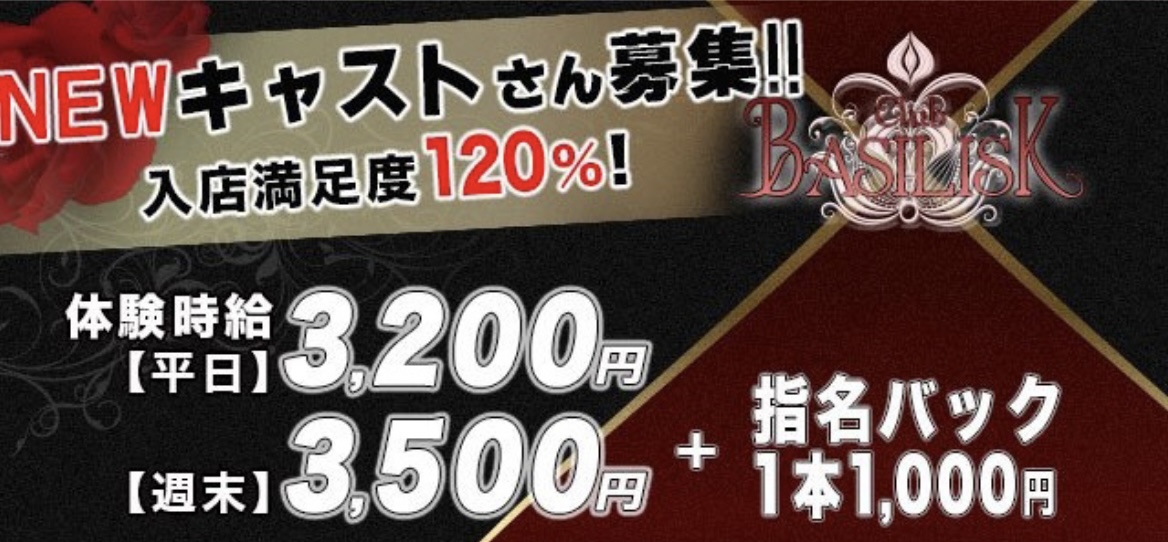 NEWキャストさん募集!!
入店満足度120%!
Club
BASILISK
体験時給
【平日】3,200円
【週末】3,500円
+
指名バック
1本1,000円